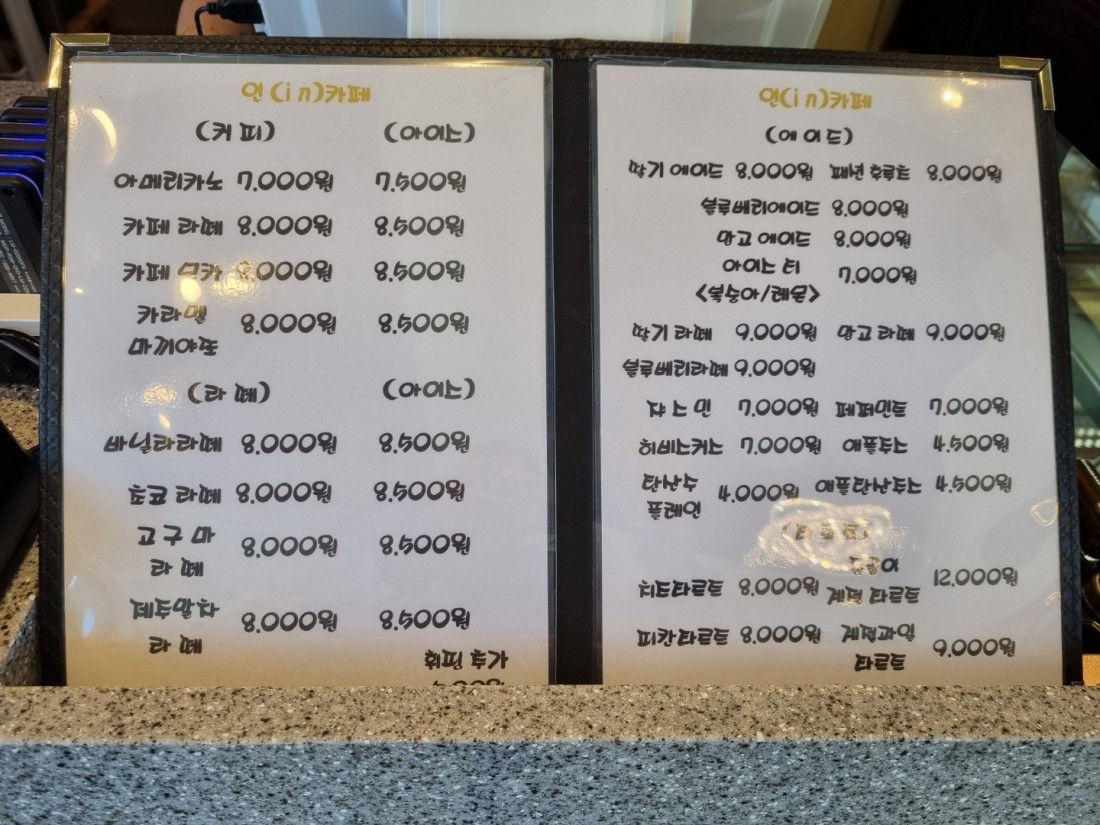 인(in)카페
(커 피) (아이스)
아메리카노 7.000원 7.500원
카페 라떼 8.000원 8.500원
카페 모카 8.000원 8.500원
카라멜 8.000원 8.500원
마끼아또
(라 떼) (아이스)
바닐라라떼 8.000원 8.500원
초코 라떼 8.000원 8.500원
고구마 8.000원 8.500원
라 떼
제주말차 8.000원 8.500원
라 떼
휘핑 추가
인(in)카페
(에이드)
딸기 에이드 8.000원 패션 후르츠 8.000원
블루베리에이드 8.000원
망고 에이드 8.000원
아이스 티 7.000원
<복숭아/레몬>
딸기 라떼 9.000원 망고 라떼 9.000원
블루베리라떼 9.000원
쟈 스 민 7.000원 페퍼민트 7.000원
히비스커스 7.000원 애플주스 4.500원
탄산수 4.000원 애플탄산주스 4.500원
플레인
(타르트)
치즈타르트 8.000원 계절 타르트 12.000원
피칸타르트 8.000원 계절과일 6.000원
타르트